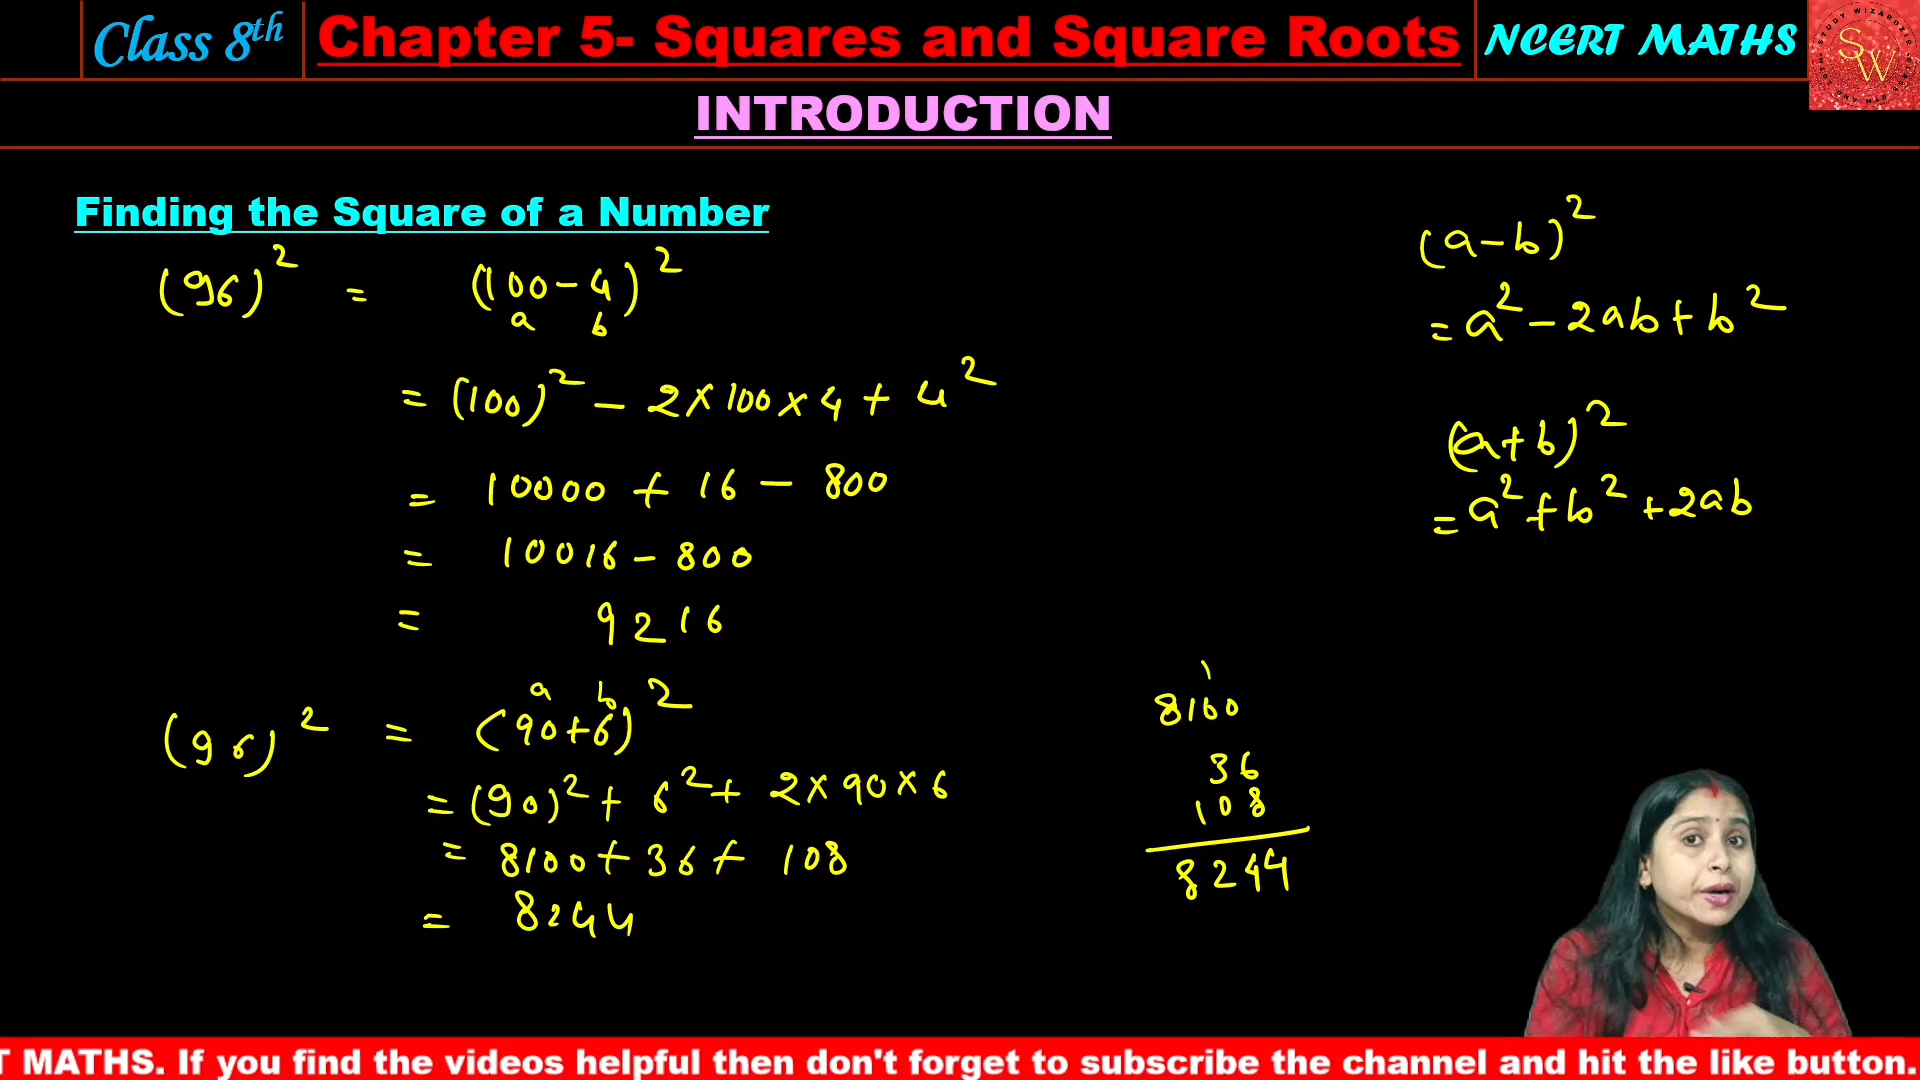 Class 8th
Chapter 5- Squares and Square Roots
NCERT MATHS
SW
INTRODUCTION
Finding the Square of a Number
(96)² = (100-4)²
a b
= (100)² - 2×100×4 + 4²
= 10000 + 16 - 800
= 10016 - 800
= 9216
a b
(96)² = (90+6)²
= (90)² + 6² + 2×90×6
= 8100 + 36 + 108
= 8244
1
8100
36
108
8244
(a-b)²
= a² - 2ab + b²
(a+b)²
= a² + b² + 2ab
T MATHS. If you find the videos helpful then don't forget to subscribe the channel and hit the like button.